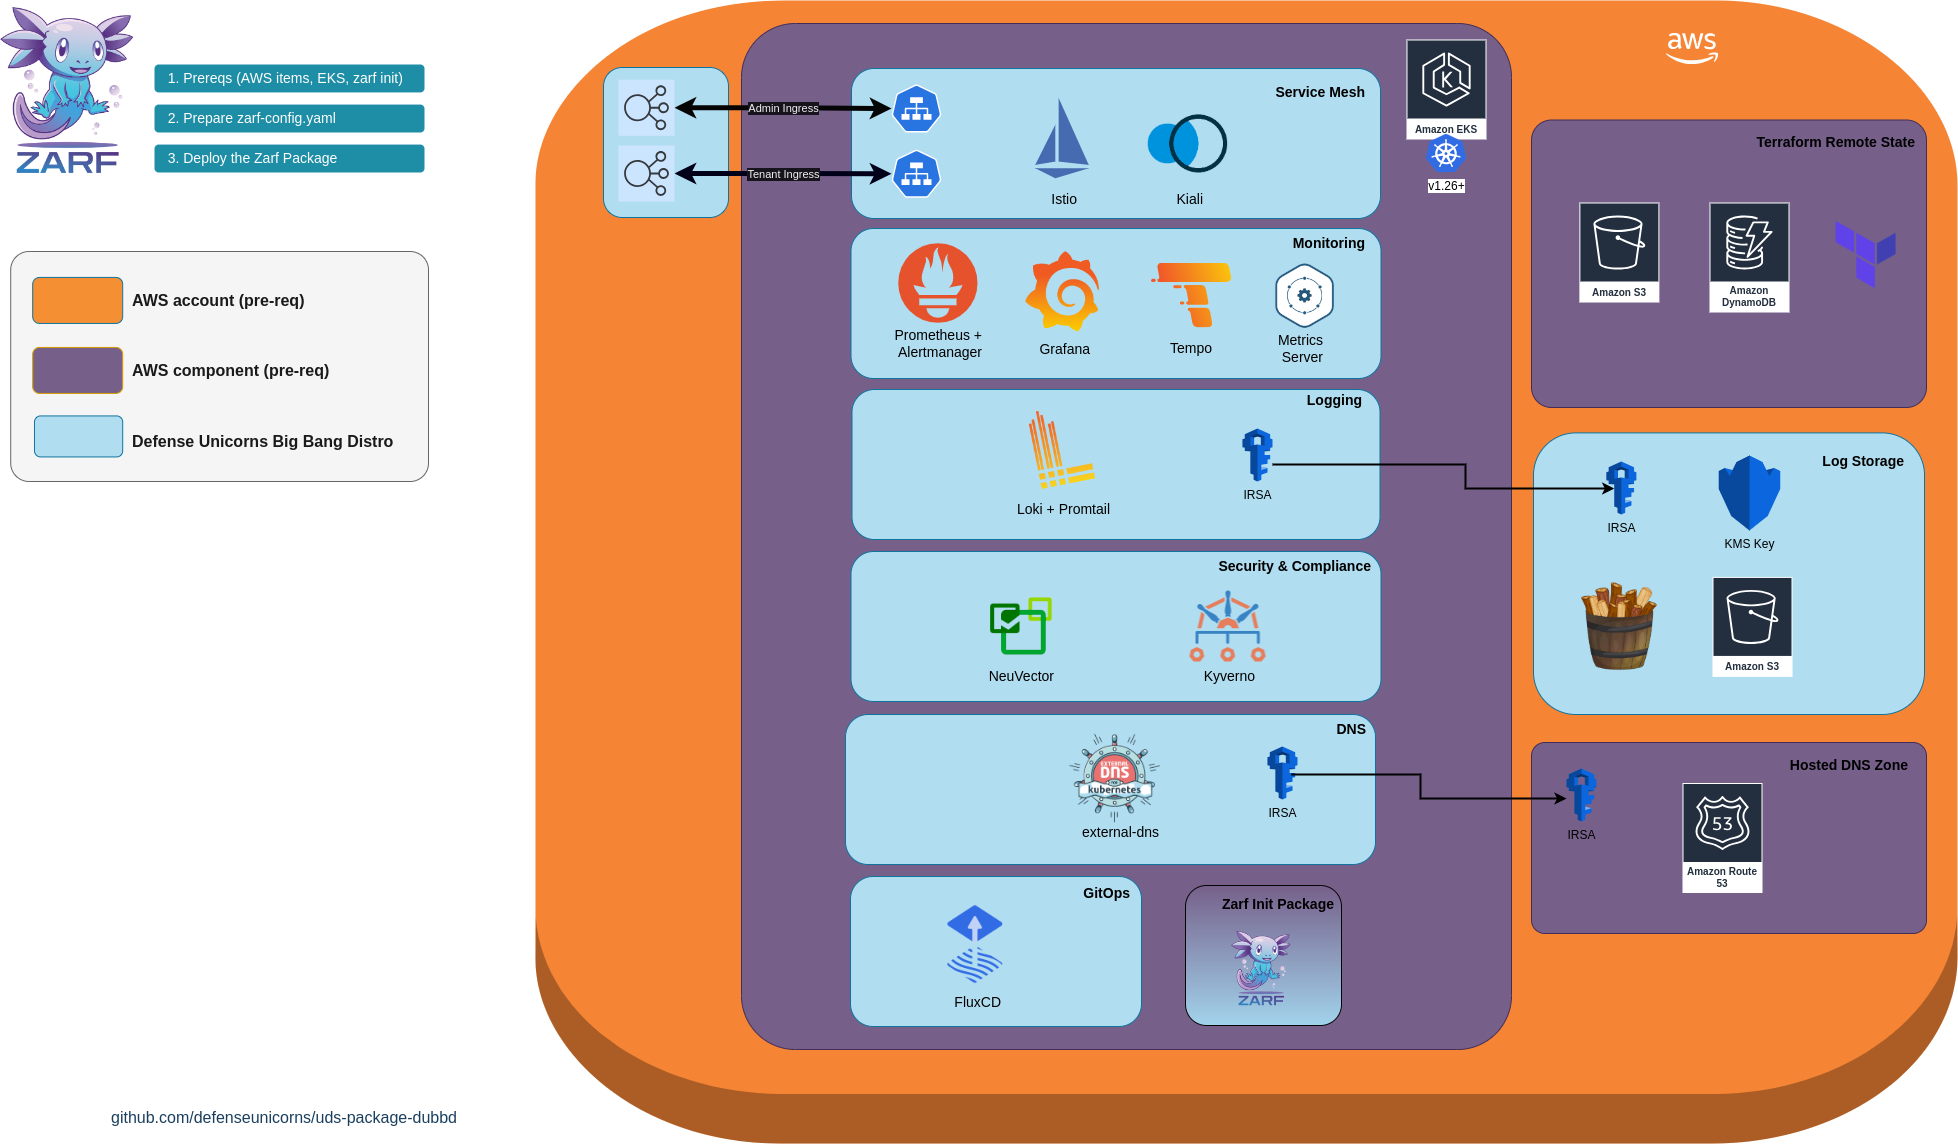 ZARF
1. Prereqs (AWS items, EKS, zarf init)
2. Prepare zarf-config.yaml
3. Deploy the Zarf Package
AWS account (pre-req)
AWS component (pre-req)
Defense Unicorns Big Bang Distro
github.com/defenseunicorns/uds-package-dubbd
aws
Admin Ingress
Tenant Ingress
Service Mesh
Istio
Kiali
Amazon EKS
v1.26+
Monitoring
Prometheus +
Alertmanager
Grafana
Tempo
Metrics
Server
Logging
Loki + Promtail
IRSA
Security & Compliance
NeuVector
Kyverno
DNS
EXTERNAL
DNS
FOR
kubernetes
external-dns
IRSA
GitOps
FluxCD
Zarf Init Package
ZARF
Terraform Remote State
Amazon S3
Amazon
DynamoDB
Log Storage
IRSA
KMS Key
Amazon S3
Hosted DNS Zone
IRSA
53
Amazon Route
53